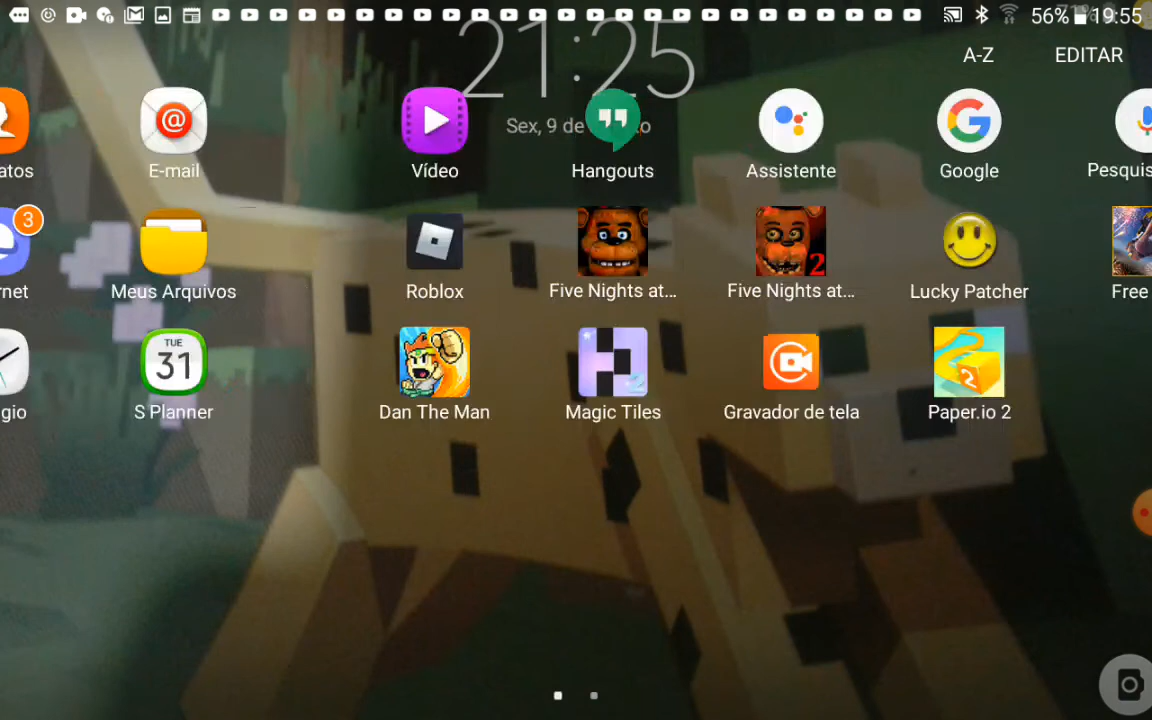 56% 19:55
21:25
A-Z EDITAR
Sex, 9 de
atos E-mail Vídeo Hangouts Assistente Google Pesquis
3
2
rnet Meus Arquivos Roblox Five Nights at... Five Nights at... Lucky Patcher Free
TUE
31
2
2
gio S Planner Dan The Man Magic Tiles Gravador de tela Paper.io 2